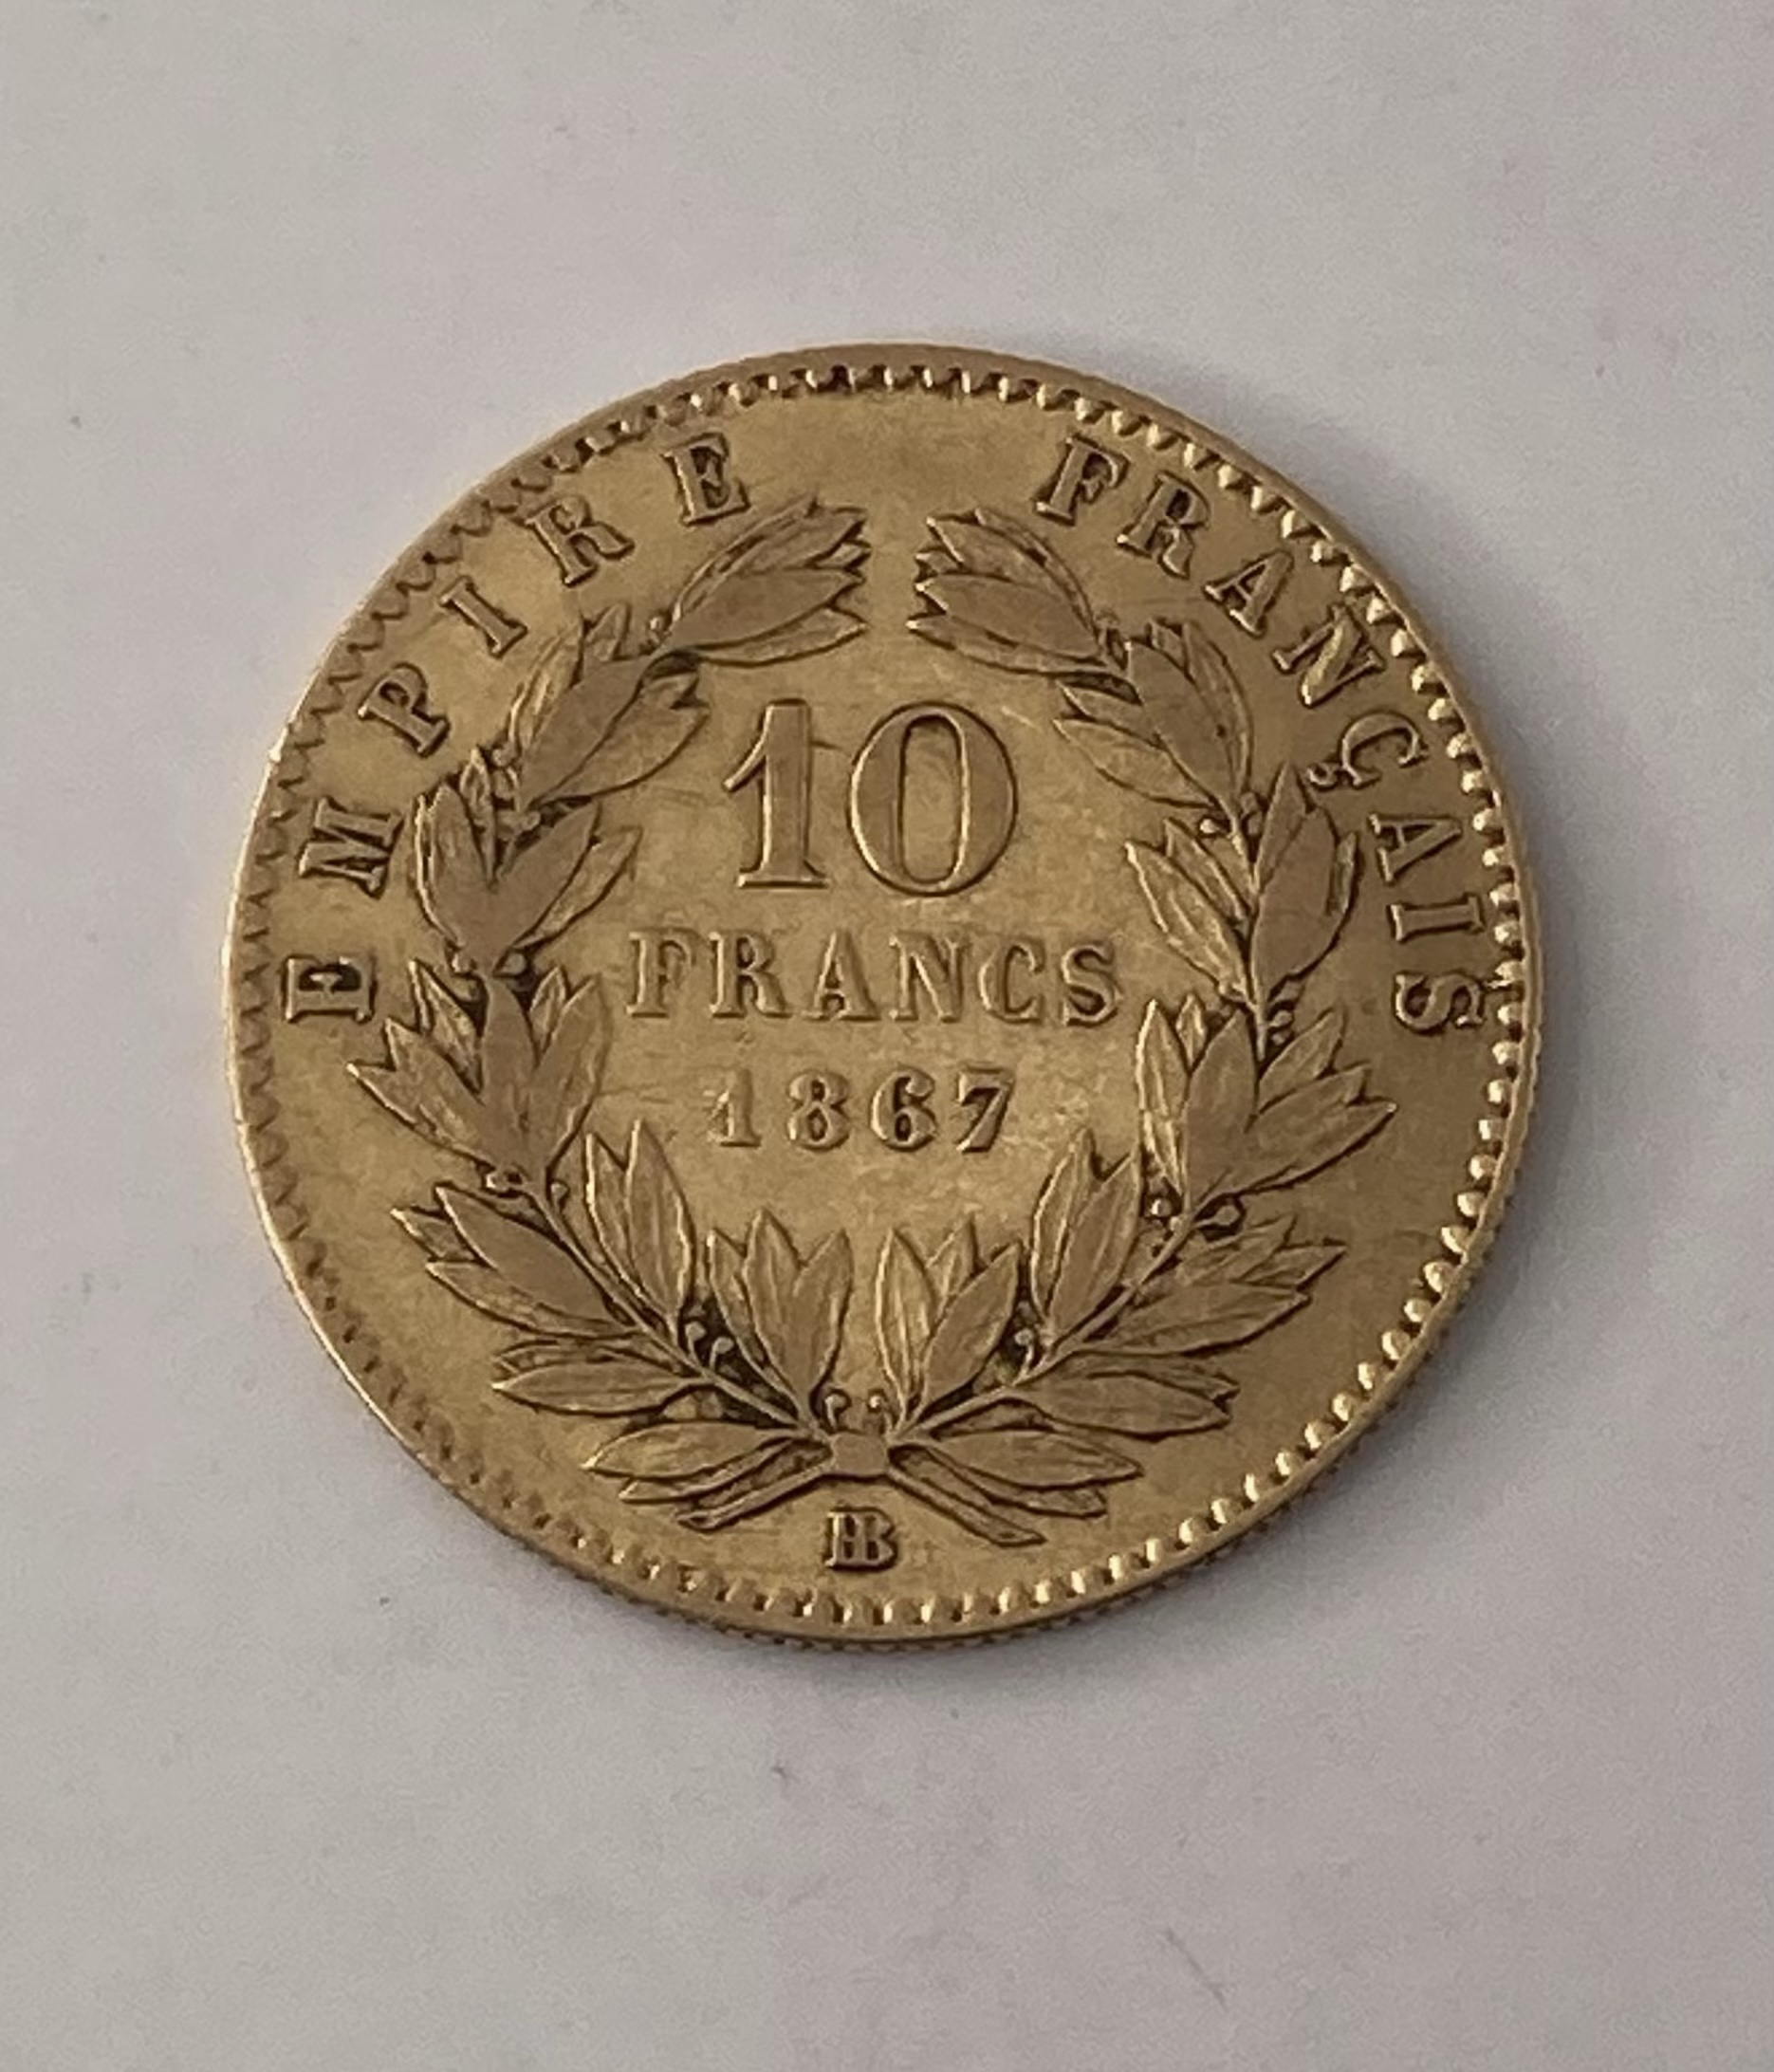 EMPIRE FRANÇAIS
10
FRANCS
1867
BB